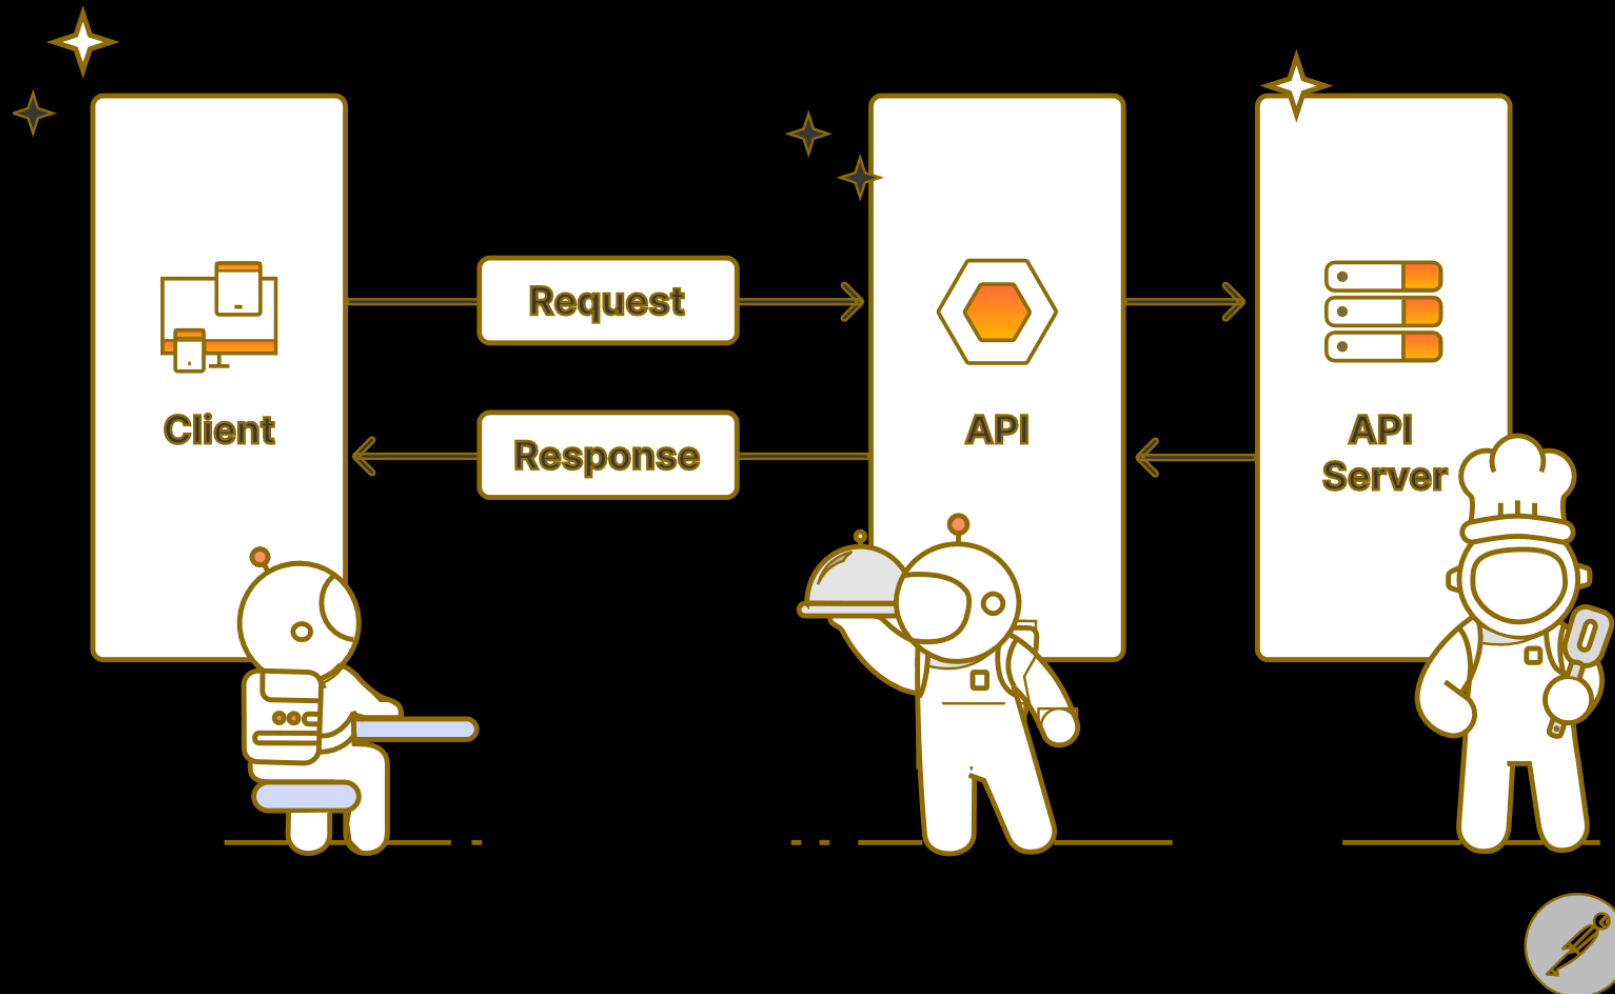 Request
Client
Response
API
API
Server